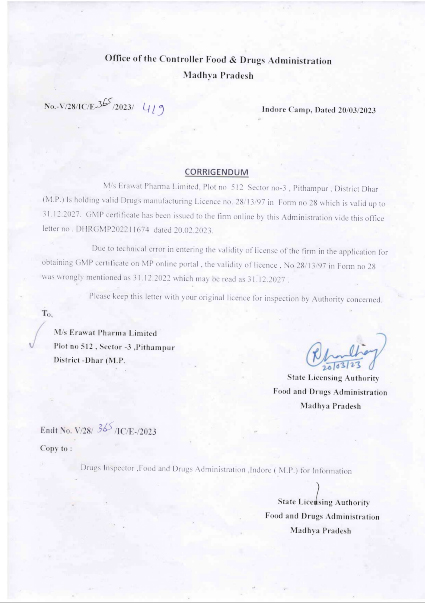 Office of the Controller Food & Drugs Administration
Madhya Pradesh
No.-V/28/IC/E-365/2023/ 419
Indore Camp, Dated 20/03/2023
CORRIGENDUM
M/s Erawat Pharma Limited, Plot no. 512 Sector no-3 , Pithampur , District Dhar
(M.P.) Is holding valid Drugs manufacturing Licence no. 28/13/97 in Form no 28 which is valid up to
31.12.2027. GMP certificate has been issued to the firm online by this Administration vide this office
letter no . DHRGMP202211674 dated 20.02.2023.
Due to technical error in entering the validity of license of the firm in the application for
obtaining GMP certificate on MP online portal , the validity of licence , No 28/13/97 in Form no 28
was wrongly mentioned as 31.12.2022 which may be read as 31.12.2027 .
Please keep this letter with your original licence for inspection by Authority concerned.
To,
M/s Erawat Pharma Limited
Plot no 512 , Sector -3 ,Pithampur
District -Dhar (M.P.
20/03/23
State Licensing Authority
Food and Drugs Administration
Madhya Pradesh
Endt No. V/28/ 365 /IC/E-/2023
Copy to :
Drugs Inspector ,Food and Drugs Administration ,Indore ( M.P.) for Information
State Licensing Authority
Food and Drugs Administration
Madhya Pradesh